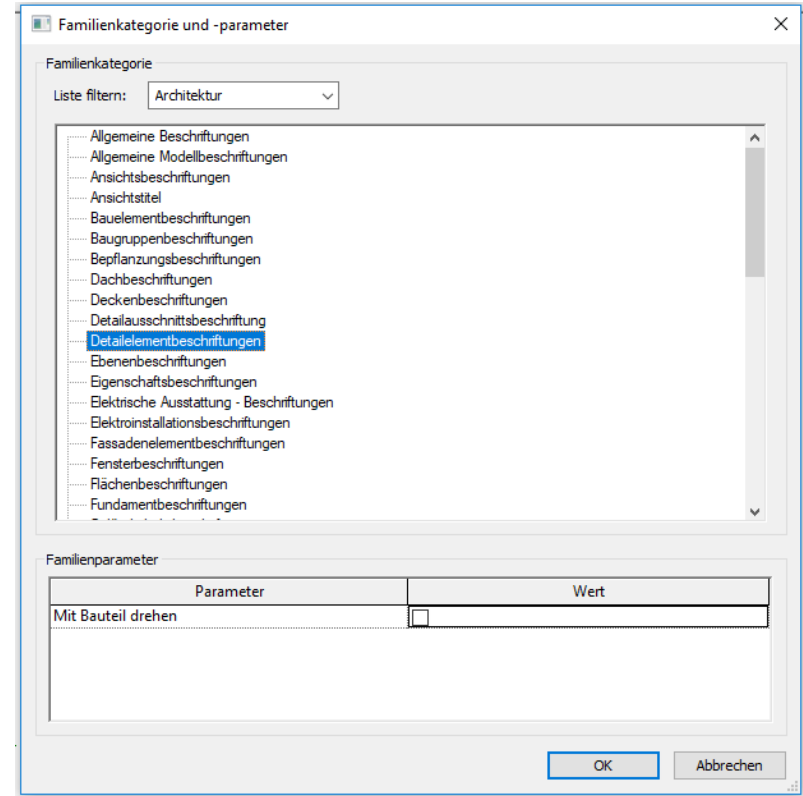 Familienkategorie und -parameter
Familienkategorie
Liste filtern: Architektur
Allgemeine Beschriftungen
Allgemeine Modellbeschriftungen
Ansichtsbeschriftungen
Ansichtstitel
Bauelementbeschriftungen
Baugruppenbeschriftungen
Bepflanzungsbeschriftungen
Dachbeschriftungen
Deckenbeschriftungen
Detailausschnittsbeschriftung
Detailelementbeschriftungen
Ebenenbeschriftungen
Eigenschaftsbeschriftungen
Elektrische Ausstattung - Beschriftungen
Elektroinstallationsbeschriftungen
Fassadenelementbeschriftungen
Fensterbeschriftungen
Flächenbeschriftungen
Fundamentbeschriftungen
Familienparameter
Parameter Wert
Mit Bauteil drehen
OK Abbrechen